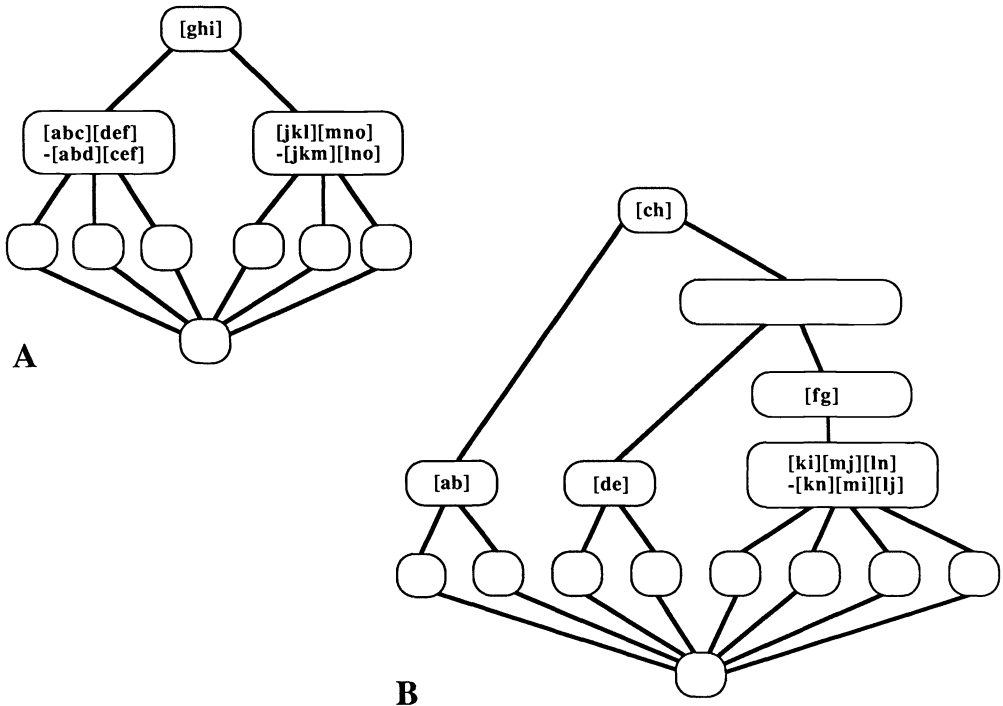 [ghi]
[abc][def]
-[abd][cef]
[jkl][mno]
-[jkm][lno]
A
[ch]
[fg]
[ab]
[de]
[ki][mj][ln]
-[kn][mi][lj]
B